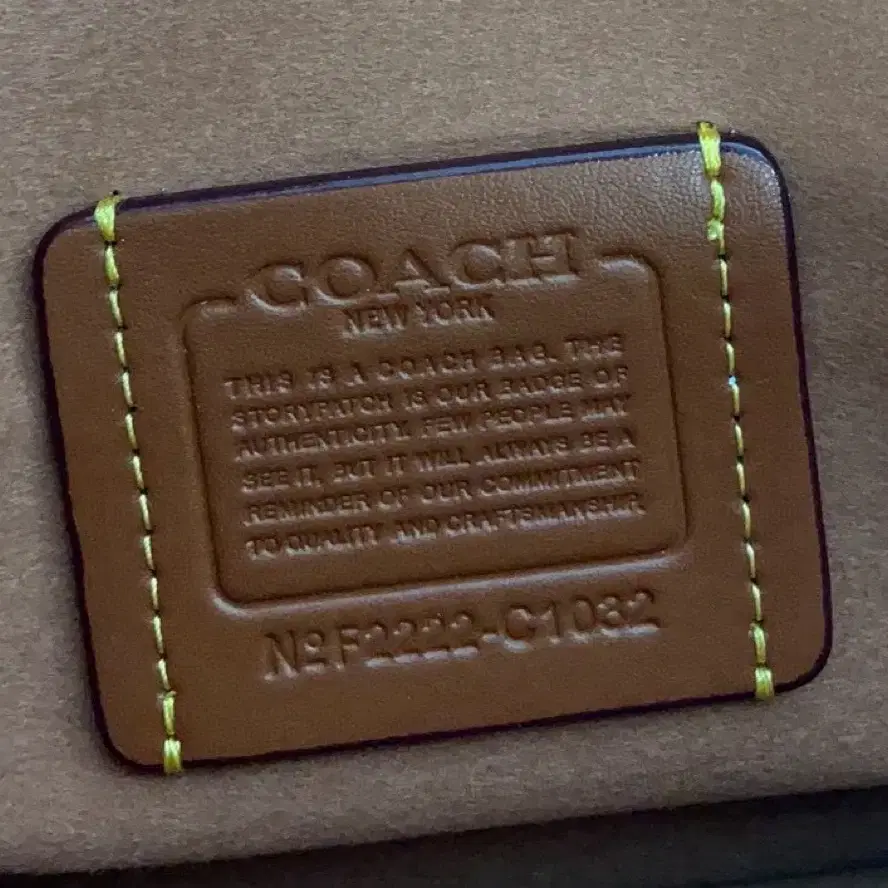 COACH
NEW YORK
THIS IS A COACH BAG. THE
STORYPATCH IS OUR BADGE OF
AUTHENTICITY. FEW PEOPLE MAY
SEE IT, BUT IT WILL ALWAYS BE A
REMINDER OF OUR COMMITMENT
TO QUALITY AND CRAFTSMANSHIP.
Nº F2222-C1032